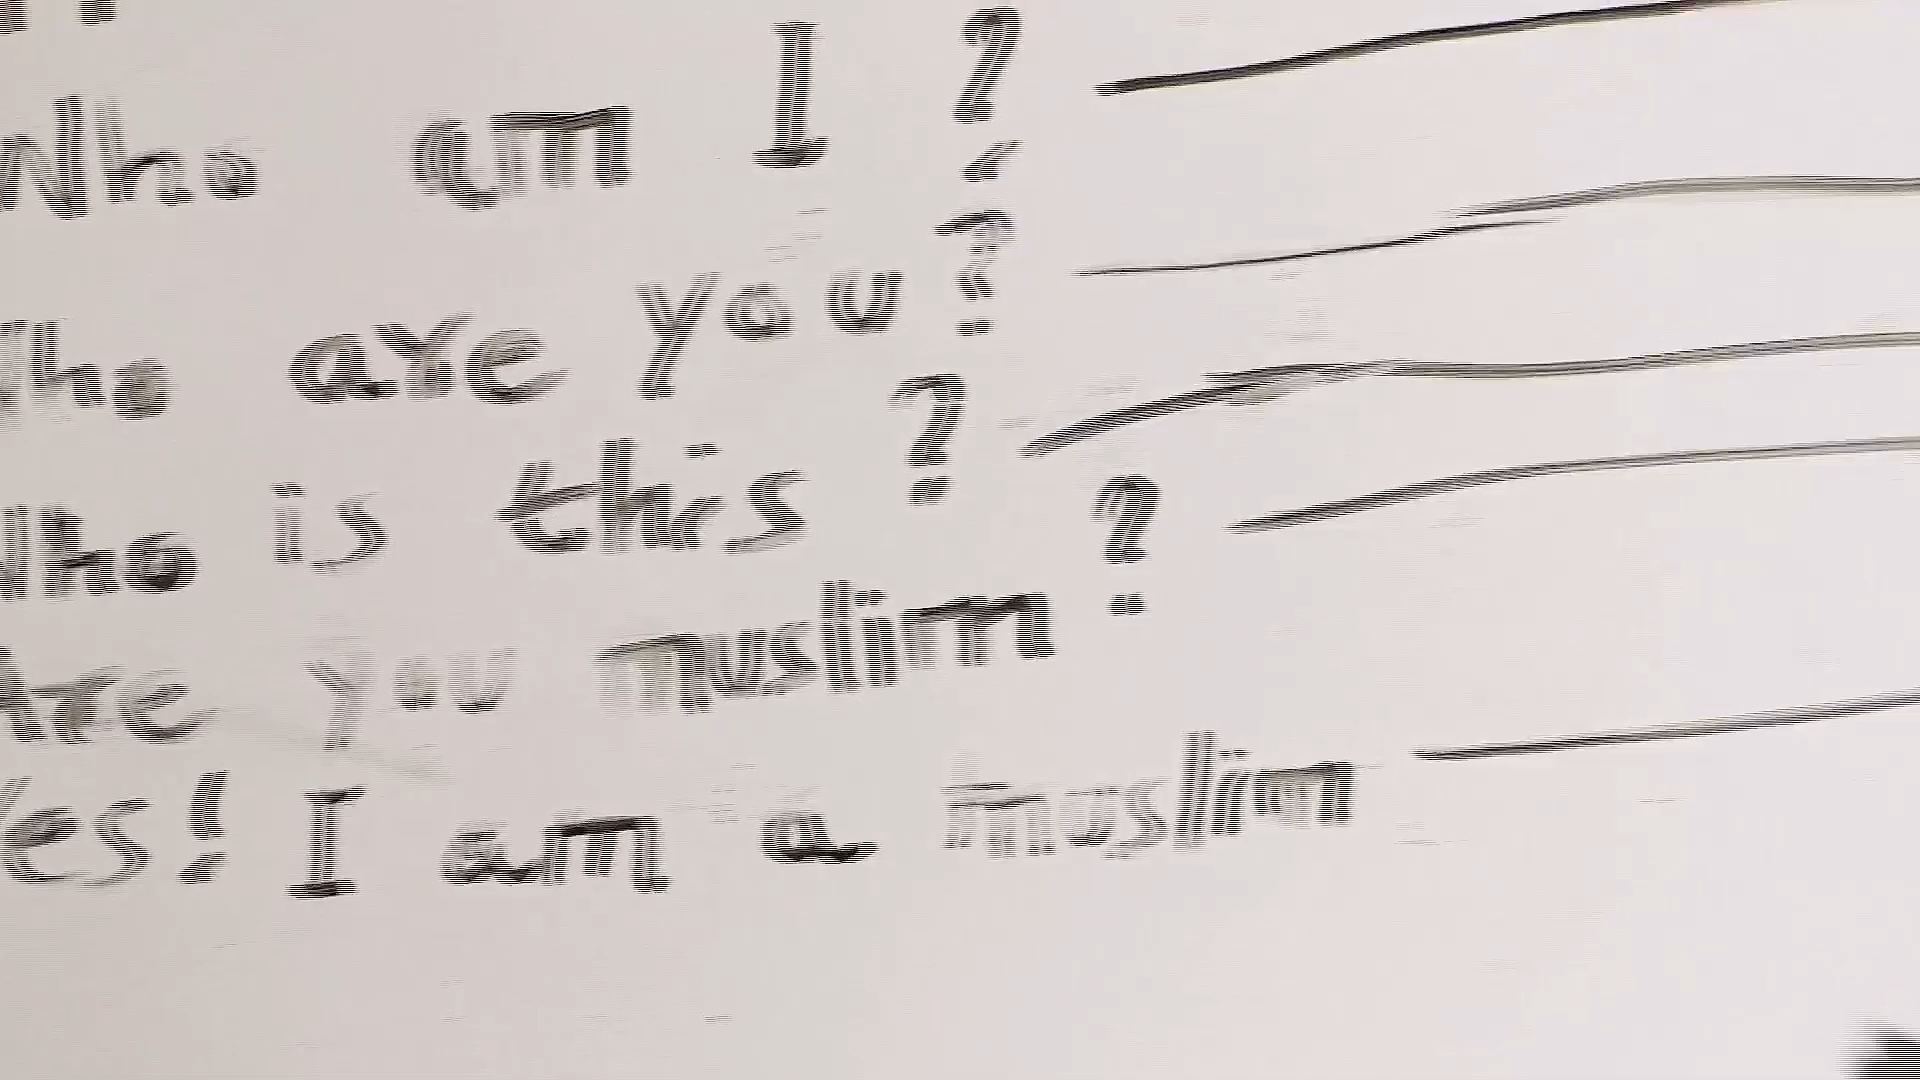 Who am I ?
Who are you?
Who is this ?
Are you muslim ?
Yes! I am a muslim